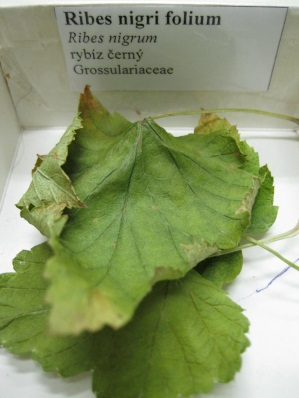 Ribes nigri folium
Ribes nigrum
rybíz černý
Grossulariaceae